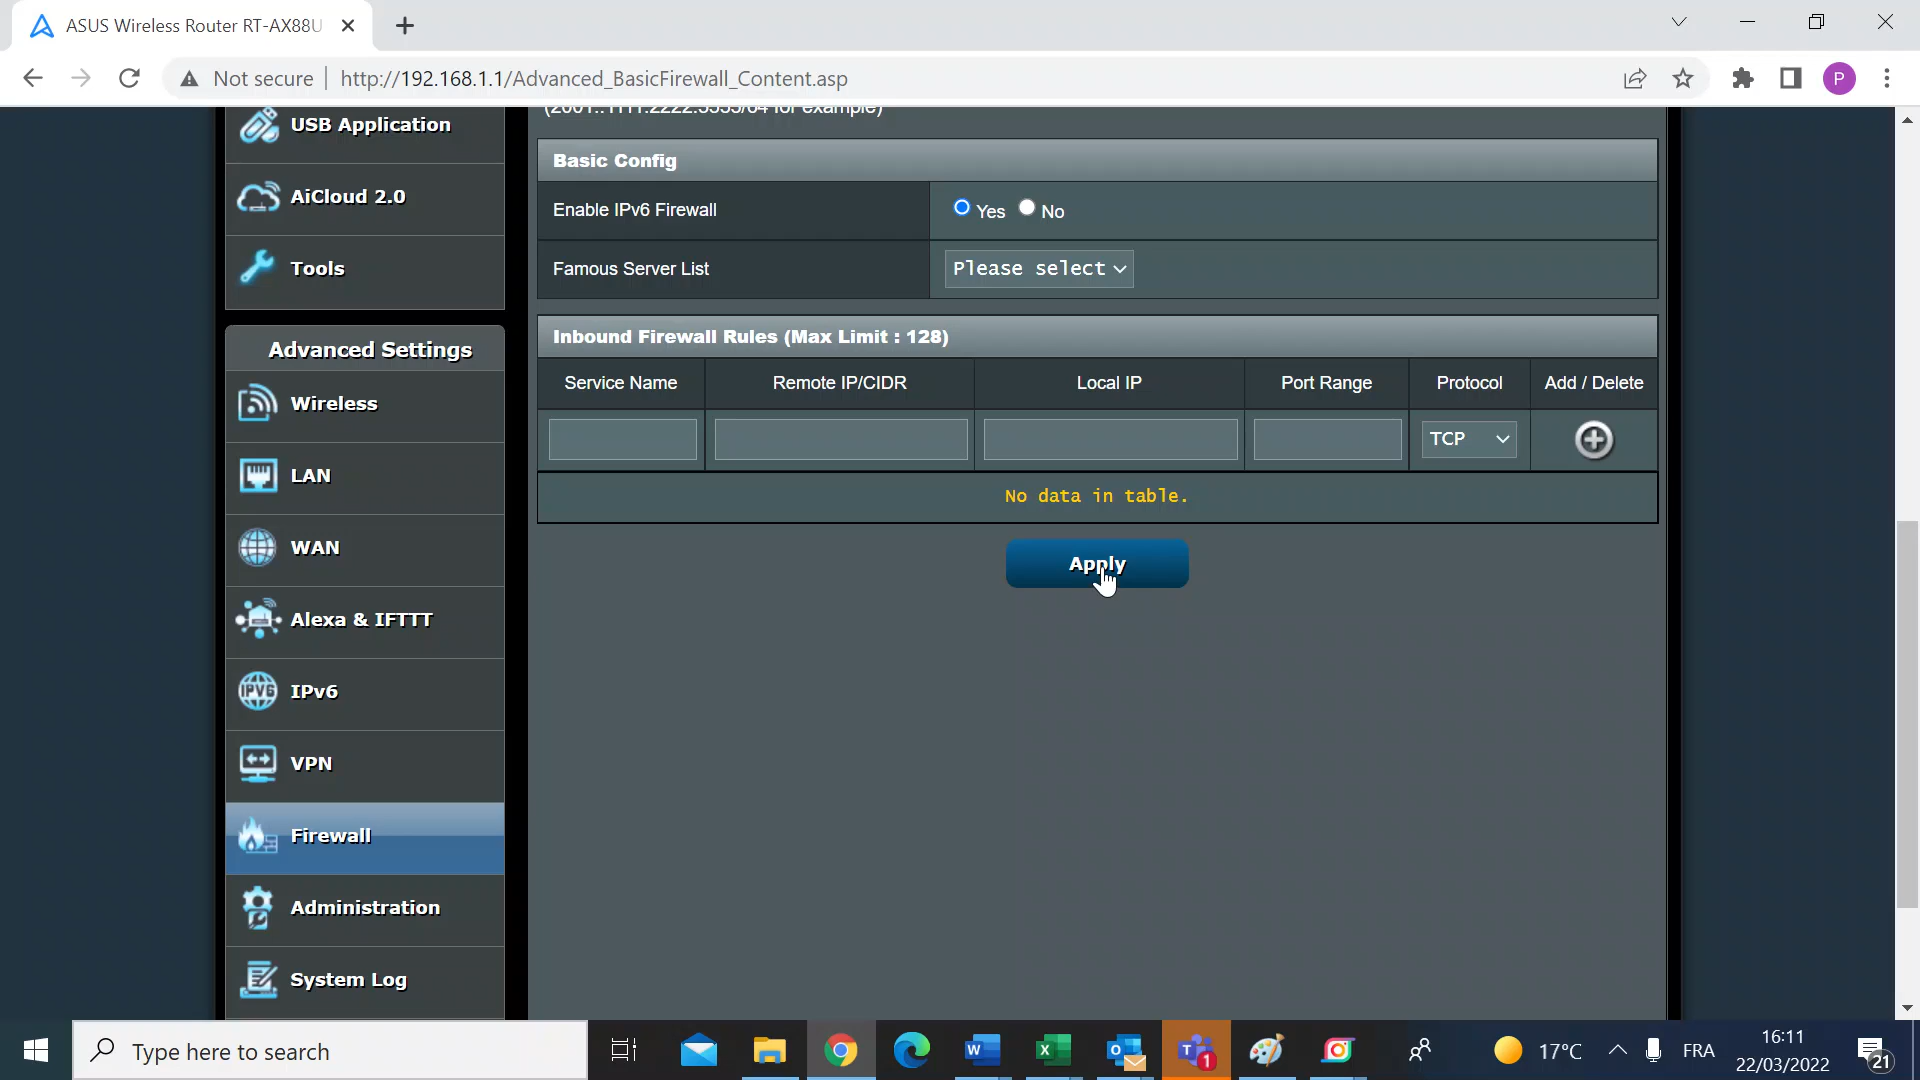 ASUS Wireless Router RT-AX88U
Not secure
http://192.168.1.1/Advanced_BasicFirewall_Content.asp
P
USB Application
AiCloud 2.0
Tools
Advanced Settings
Wireless
LAN
WAN
Alexa & IFTTT
IPv6
VPN
Firewall
Administration
System Log
for example)
Basic Config
Enable IPv6 Firewall
Yes No
Famous Server List
Please select
Inbound Firewall Rules (Max Limit : 128)
Service Name Remote IP/CIDR Local IP Port Range Protocol Add / Delete
TCP
No data in table.
Apply
Type here to search
17°C
FRA
16:11
22/03/2022
21